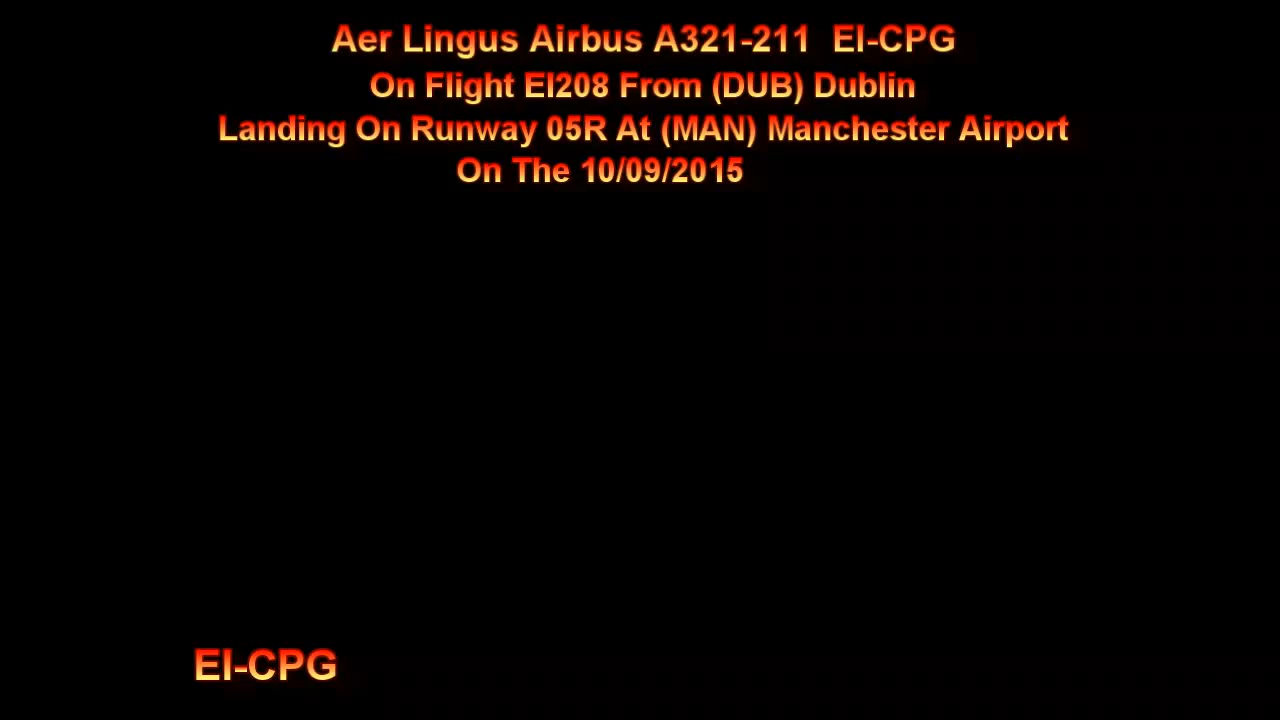 Aer Lingus Airbus A321-211 EI-CPG
On Flight EI208 From (DUB) Dublin
Landing On Runway 05R At (MAN) Manchester Airport
On The 10/09/2015
EI-CPG